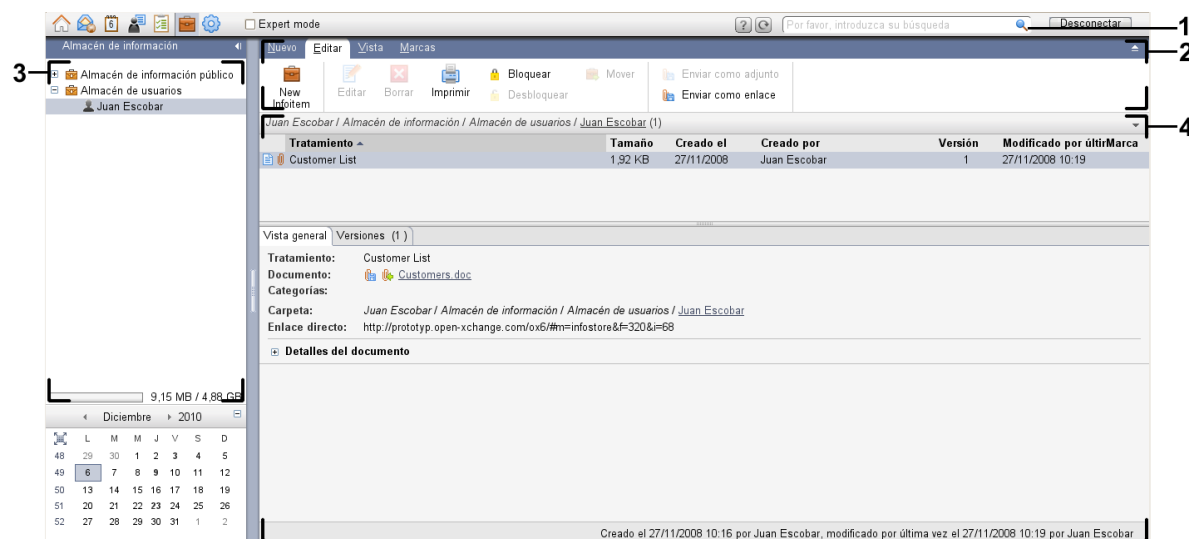 6
Expert mode
Por favor, introduzca su búsqueda
Desconectar
1
Almacén de información
Nuevo Editar Vista Marcas
2
3
Almacén de información público
Almacén de usuarios
Juan Escobar
New Infoitem
Editar
Borrar
Imprimir
Bloquear
Desbloquear
Mover
Enviar como adjunto
Enviar como enlace
Juan Escobar / Almacén de información / Almacén de usuarios / Juan Escobar (1)
4
Tratamiento Tamaño Creado el Creado por Versión Modificado por últirMarca
Customer List 1,92 KB 27/11/2008 Juan Escobar 1 27/11/2008 10:19
Vista general Versiones (1 )
Tratamiento: Customer List
Documento: Customers.doc
Categorías:
Carpeta: Juan Escobar / Almacén de información / Almacén de usuarios / Juan Escobar
Enlace directo: http://prototyp.open-xchange.com/ox6/#m=infostore&f=320&i=68
Detalles del documento
9,15 MB / 4,88 GB
Diciembre 2010
L M M J V S D
48 29 30 1 2 3 4 5
49 6 7 8 9 10 11 12
50 13 14 15 16 17 18 19
51 20 21 22 23 24 25 26
52 27 28 29 30 31 1 2
Creado el 27/11/2008 10:16 por Juan Escobar, modificado por última vez el 27/11/2008 10:19 por Juan Escobar